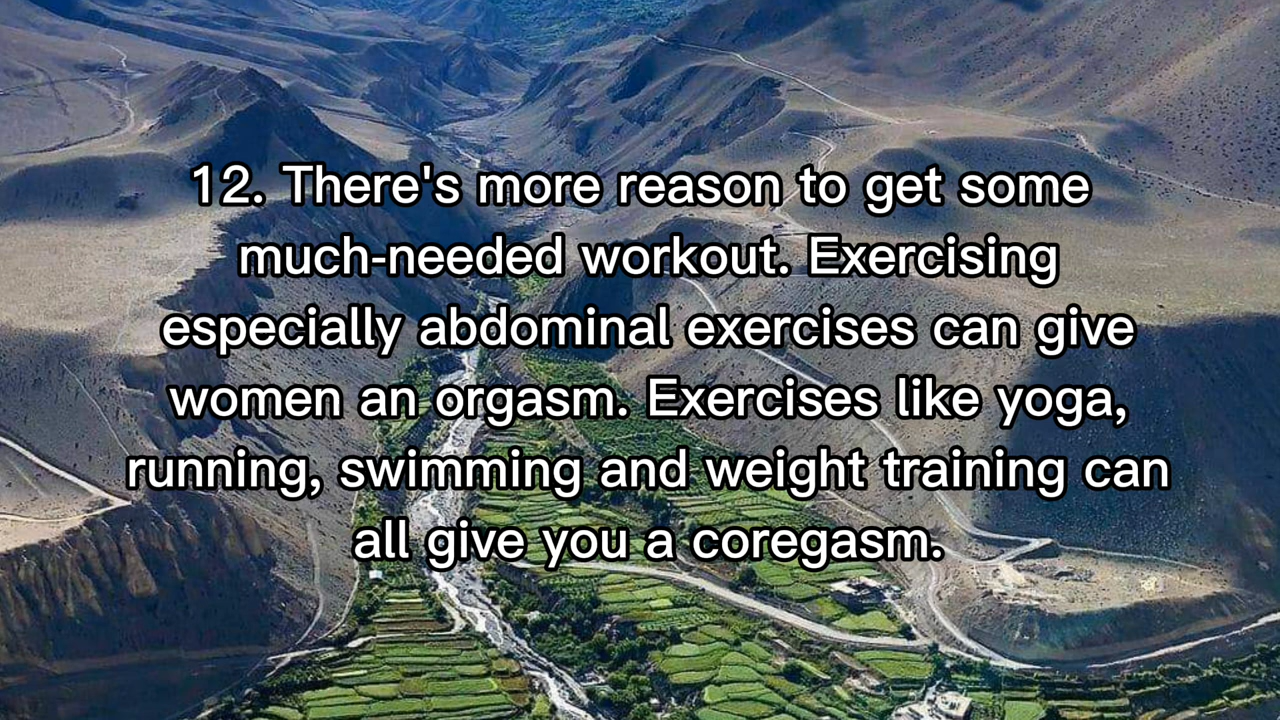 12. There's more reason to get some
much-needed workout. Exercising
especially abdominal exercises can give
women an orgasm. Exercises like yoga,
running, swimming and weight training can
all give you a coregasm.